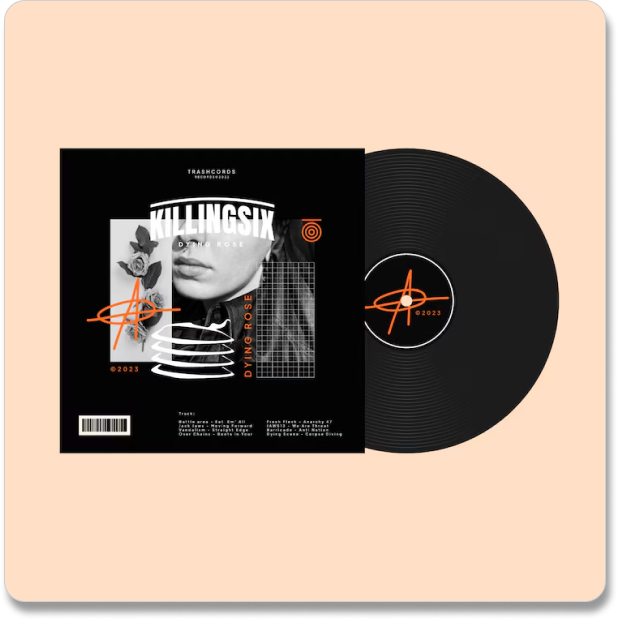 TRASHCORDS
KILLINGSIX
DYING ROSE
DYING ROSE
©2023
©2023
Track:
Battle area - Eat 'Em' All
Jack Jaws - Moving Forward
Vandalism - Straight Edge
Over Chains - Boots in Your
Fresh Flesh - Anarchy 47
JAWS13 - We Are Threat
Barricade - Anti Nation
Dying Scene - Corpse Diving